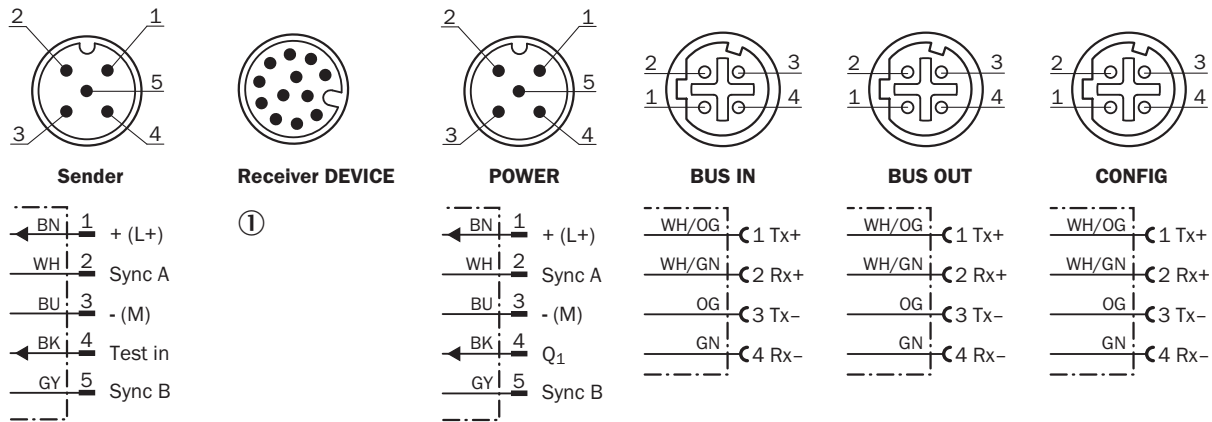 2 1
5
3 4
Sender
BN 1 + (L+)
WH 2 Sync A
BU 3 - (M)
BK 4 Test in
GY 5 Sync B
Receiver DEVICE
①
2 1
5
3 4
POWER
BN 1 + (L+)
WH 2 Sync A
BU 3 - (M)
BK 4 Q1
GY 5 Sync B
2 3
1 4
BUS IN
WH/OG 1 Tx+
WH/GN 2 Rx+
OG 3 Tx–
GN 4 Rx–
2 3
1 4
BUS OUT
WH/OG 1 Tx+
WH/GN 2 Rx+
OG 3 Tx–
GN 4 Rx–
2 3
1 4
CONFIG
WH/OG 1 Tx+
WH/GN 2 Rx+
OG 3 Tx–
GN 4 Rx–